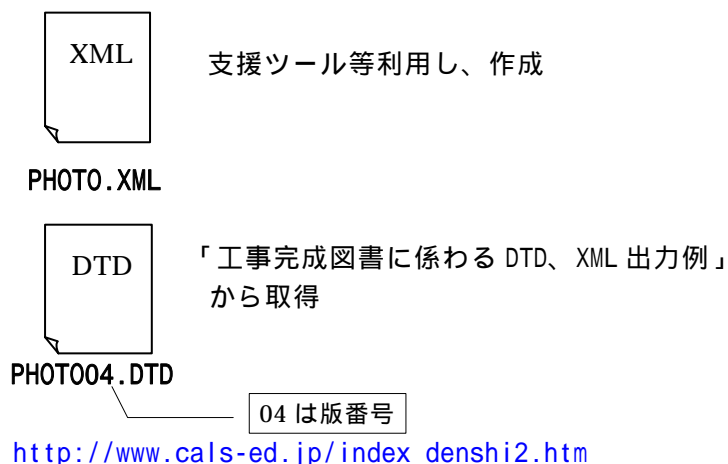 XML
支援ツール等利用し、作成
PHOTO.XML
DTD
「工事完成図書に係わる DTD、XML 出力例」
から取得
PHOTO04.DTD
04 は版番号
http://www.cals-ed.jp/index_denshi2.htm